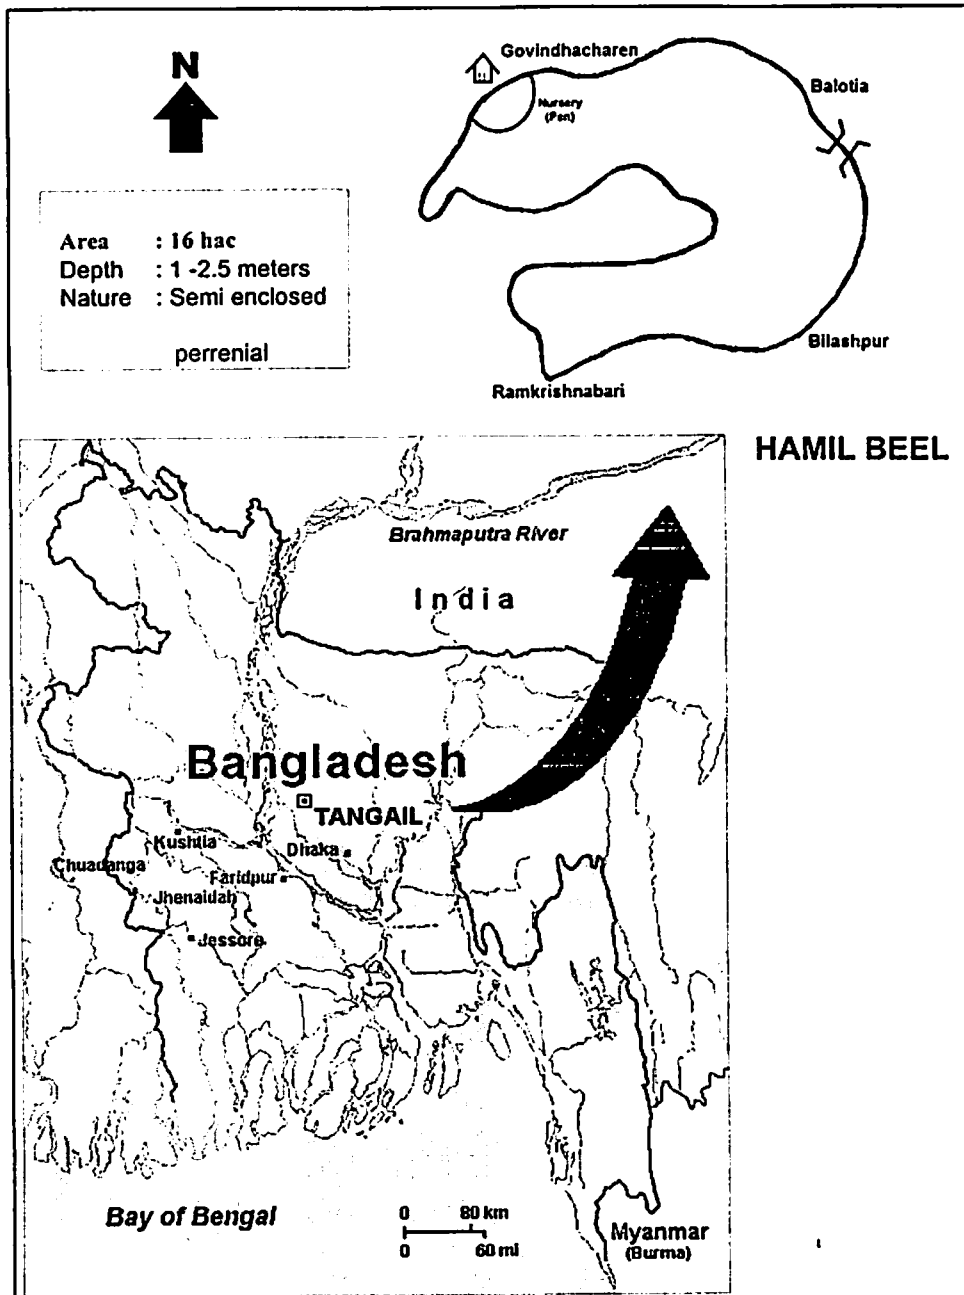 N
Govindhacharen
Nursery
(Pen)
Balotia
Area : 16 hac
Depth : 1 -2.5 meters
Nature : Semi enclosed
perrenial
Bilashpur
Ramkrishnabari
HAMIL BEEL
Brahmaputra River
India
Bangladesh
TANGAIL
Kushtia
Dhaka
Chuadanga
Faridpur
Jhenaidah
Jessore
Bay of Bengal
0 80 km
0 60 mi
Myanmar
(Burma)